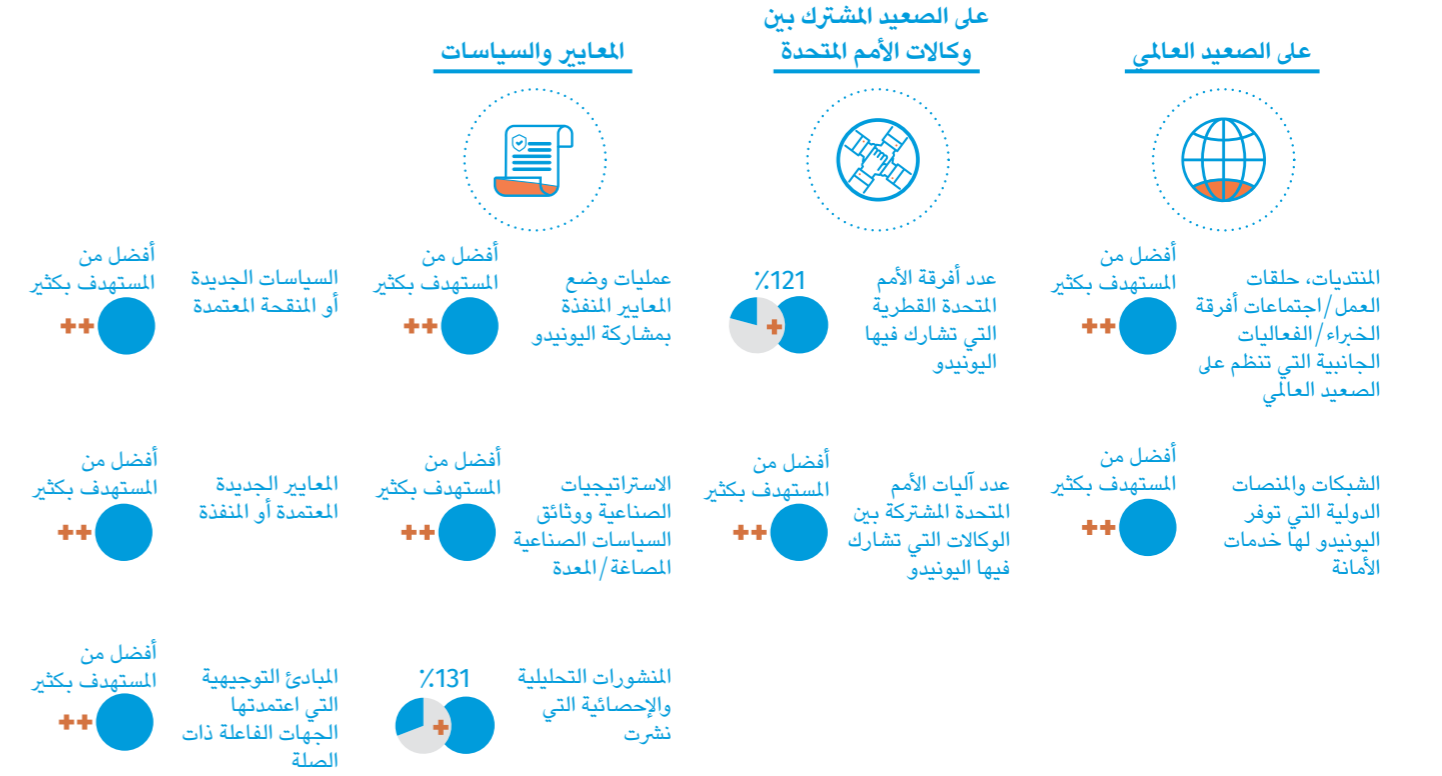 على الصعيد العالمي
المنتديات، حلقات
العمل/اجتماعات أفرقة
الخبراء/الفعاليات
الجانبية التي تنظم على
الصعيد العالمي
أفضل من
المستهدف بكثير
++
الشبكات والمنصات
الدولية التي توفر
اليونيدو لها خدمات
الأمانة
أفضل من
المستهدف بكثير
++
على الصعيد المشترك بين
وكالات الأمم المتحدة
عدد أفرقة الأمم
المتحدة القطرية
التي تشارك فيها
اليونيدو
121٪
+
عدد آليات الأمم
المتحدة المشتركة بين
الوكالات التي تشارك
فيها اليونيدو
أفضل من
المستهدف بكثير
++
المعايير والسياسات
عمليات وضع
المعايير المنفذة
بمشاركة اليونيدو
أفضل من
المستهدف بكثير
++
السياسات الجديدة
أو المنقحة المعتمدة
أفضل من
المستهدف بكثير
++
الاستراتيجيات
الصناعية ووثائق
السياسات الصناعية
المصاغة/المعدة
أفضل من
المستهدف بكثير
++
المعايير الجديدة
المعتمدة أو المنفذة
أفضل من
المستهدف بكثير
++
المنشورات التحليلية
والإحصائية التي
نشرت
131٪
+
المبادئ التوجيهية
التي اعتمدتها
الجهات الفاعلة ذات
الصلة
أفضل من
المستهدف بكثير
++